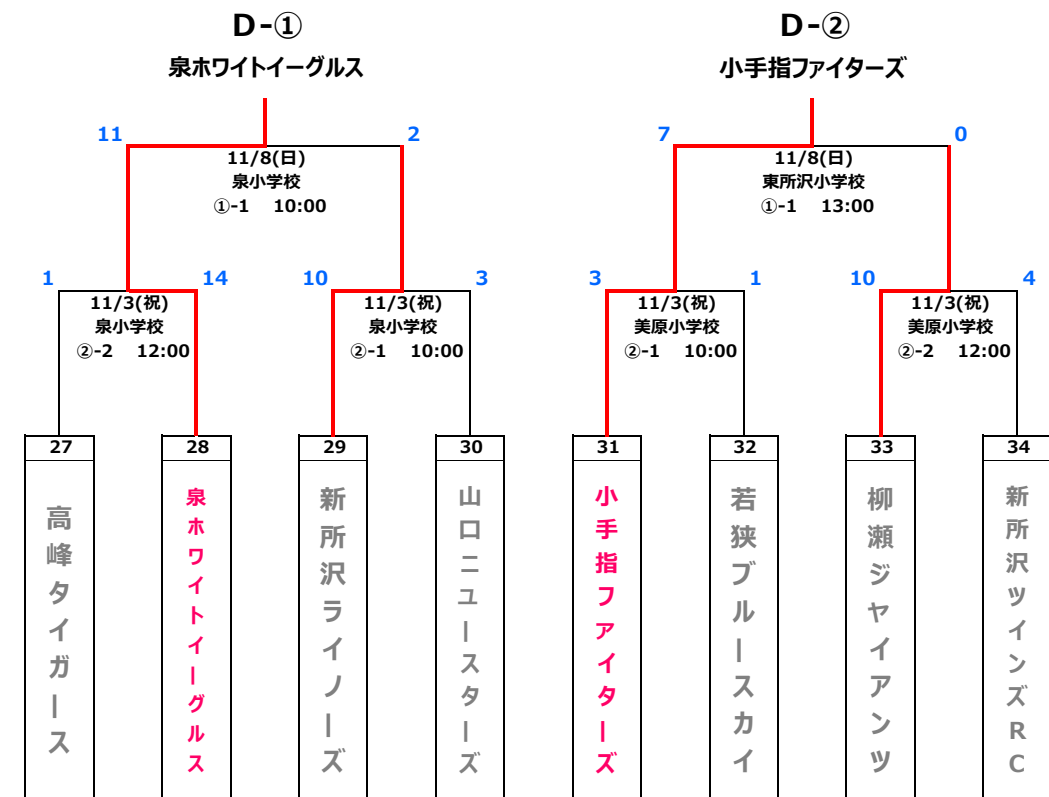 D-① D-②
泉ホワイトイーグルス 小手指ファイターズ
11 2 7 0
11/8(日) 11/8(日)
泉小学校 東所沢小学校
①-1 10:00 ①-1 13:00
1 14 10 3 3 1 10 4
11/3(祝) 11/3(祝) 11/3(祝) 11/3(祝)
泉小学校 泉小学校 美原小学校 美原小学校
②-2 12:00 ②-1 10:00 ②-1 10:00 ②-2 12:00
27 28 29 30 31 32 33 34
高峰タイガース
泉ホワイトイーグルス
新所沢ライノーズ
山口ニュースターズ
小手指ファイターズ
若狭ブルースカイ
柳瀬ジャイアンツ
新所沢ツインズRC